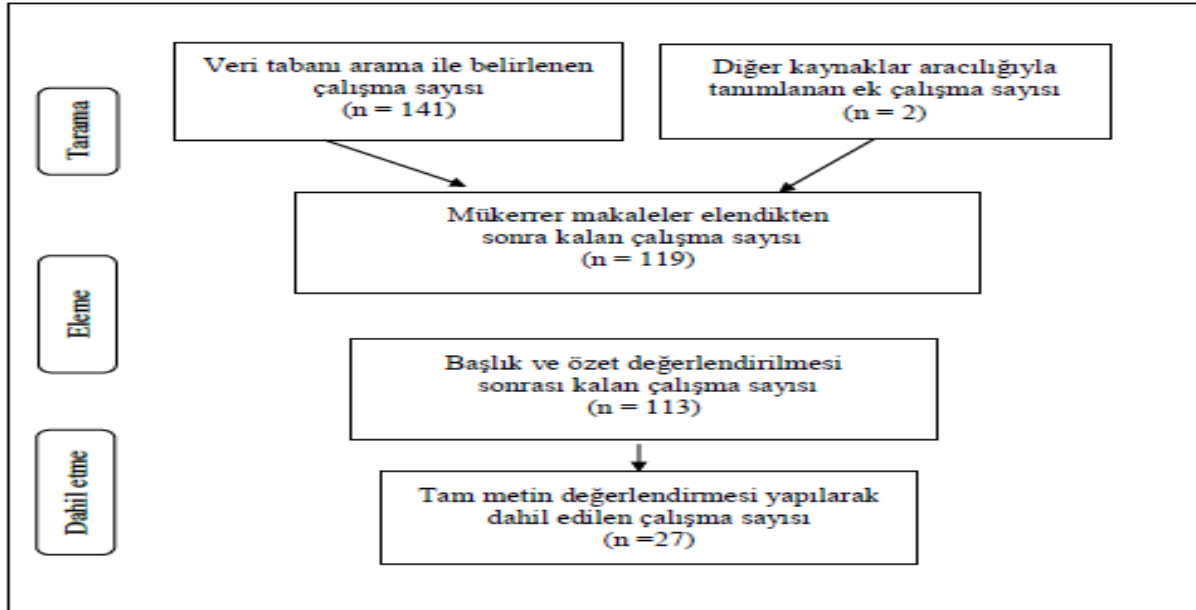 Veri tabanı arama ile belirlenen
çalışma sayısı
(n = 141)
Diğer kaynaklar aracılığıyla
tanımlanan ek çalışma sayısı
(n = 2)
Tarama
Mükerrer makaleler elendikten
sonra kalan çalışma sayısı
(n = 119)
Eleme
Başlık ve özet değerlendirilmesi
sonrası kalan çalışma sayısı
(n = 113)
Dahil etme
Tam metin değerlendirmesi yapılarak
dahil edilen çalışma sayısı
(n =27)